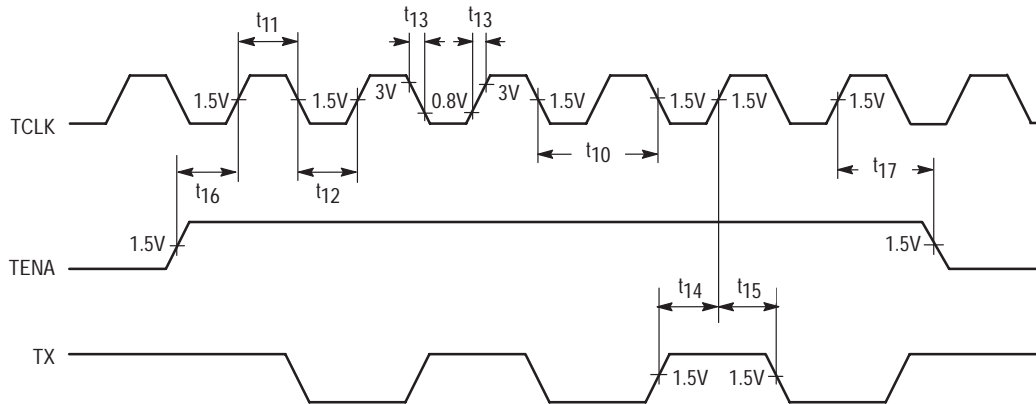 t13 t13
t11
TCLK 1.5V 1.5V 3V 0.8V 3V 1.5V 1.5V 1.5V 1.5V
t10
t16 t12 t17
TENA 1.5V 1.5V
t14 t15
TX 1.5V 1.5V